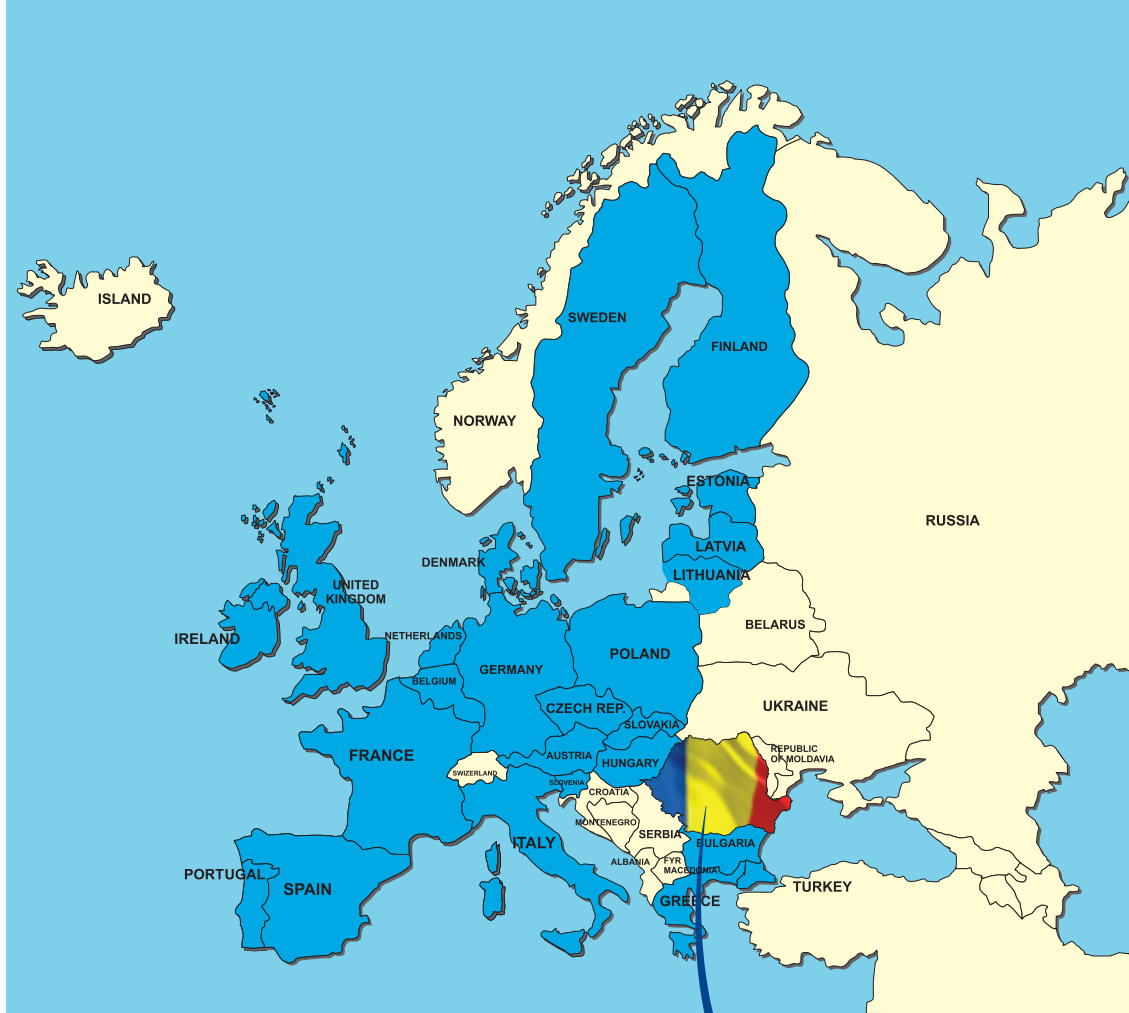 ISLAND
SWEDEN
FINLAND
NORWAY
ESTONIA
RUSSIA
LATVIA
DENMARK
LITHUANIA
UNITED
KINGDOM
BELARUS
IRELAND
NETHERLANDS
POLAND
GERMANY
BELGIUM
CZECH REP.
UKRAINE
SLOVAKIA
FRANCE
AUSTRIA
REPUBLIC
OF MOLDAVIA
HUNGARY
SWIZERLAND
SLOVENIA
CROATIA
MONTENEGRO
SERBIA
ITALY
BULGARIA
ALBANIA
FYR
MACEDONIA
PORTUGAL
SPAIN
TURKEY
GREECE